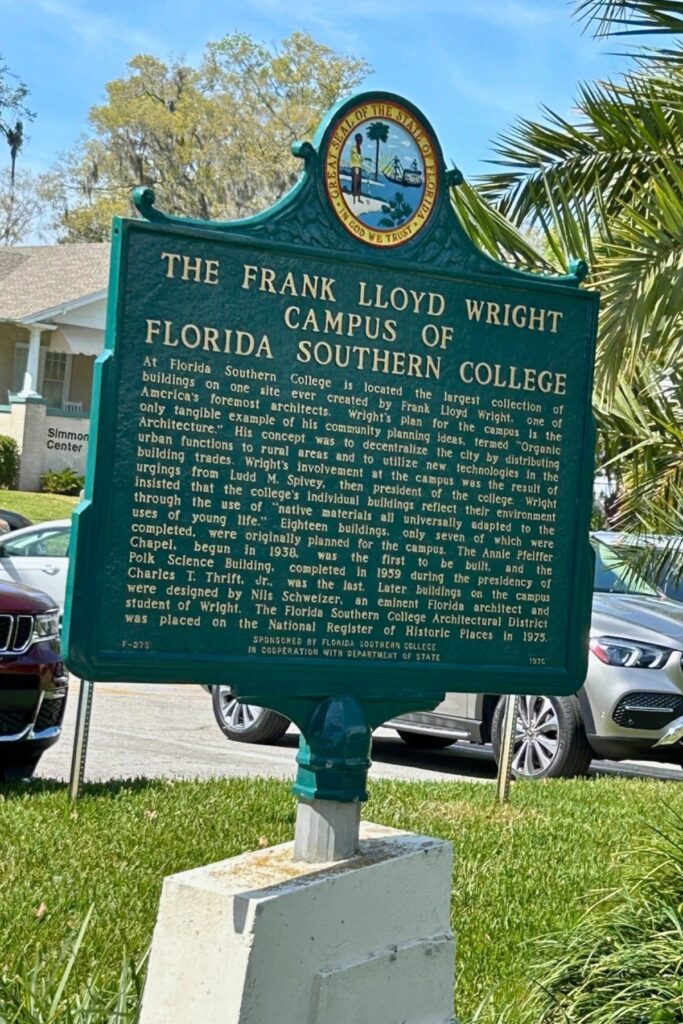 GREAT SEAL OF THE STATE OF FLORIDA
IN GOD WE TRUST
THE FRANK LLOYD WRIGHT
CAMPUS OF
FLORIDA SOUTHERN COLLEGE
At Florida Southern College is located the largest collection of
buildings on one site ever created by Frank Lloyd Wright, one of
America's foremost architects. Wright's plan for the campus is the
only tangible example of his community planning ideas, termed "Organic
Architecture." His concept was to decentralize the city by distributing
urban functions to rural areas and to utilize new technologies in the
building trades. Wright's involvement at the campus was the result of
urgings from Ludd M. Spivey, then president of the college. Wright
insisted that the college's individual buildings reflect their environment
through the use of "native materials all universally adapted to the
uses of young life." Eighteen buildings, only seven of which were
completed, were originally planned for the campus. The Annie Pfeiffer
Chapel, begun in 1938, was the first to be built, and the
Polk Science Building, completed in 1959 during the presidency of
Charles T. Thrift, Jr., was the last. Later buildings on the campus
were designed by Nils Schweizer, an eminent Florida architect and
student of Wright. The Florida Southern College Architectural District
was placed on the National Register of Historic Places in 1975.
F-275
SPONSORED BY FLORIDA SOUTHERN COLLEGE
IN COOPERATION WITH DEPARTMENT OF STATE
1976
Simmon
Center